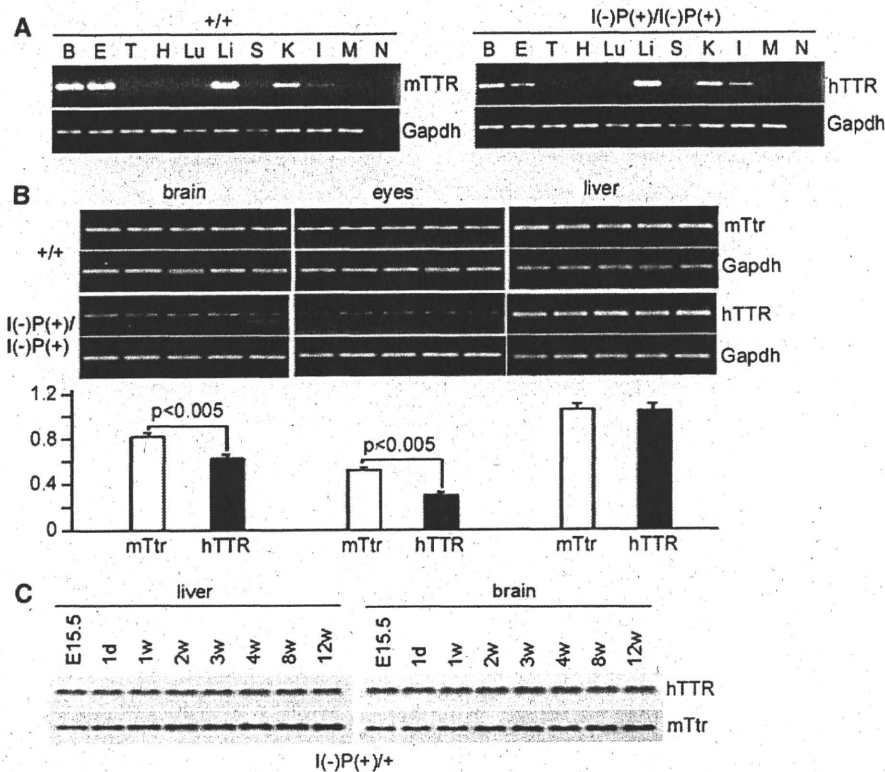 A
+/+
I(-)P(+)/I(-)P(+)
B E T H Lu Li S K I M N
B E T H Lu Li S K I M N
mTTR
hTTR
Gapdh
Gapdh
B
brain
eyes
liver
+/+
mTtr
Gapdh
I(-)P(+)/
I(-)P(+)
hTTR
Gapdh
1.2
0.8
0.4
0
p<0.005
p<0.005
mTtr hTTR mTtr hTTR mTtr hTTR
C
liver
brain
E15.5 1d 1w 2w 3w 4w 8w 12w
E15.5 1d 1w 2w 3w 4w 8w 12w
hTTR
mTtr
I(-)P(+)/+